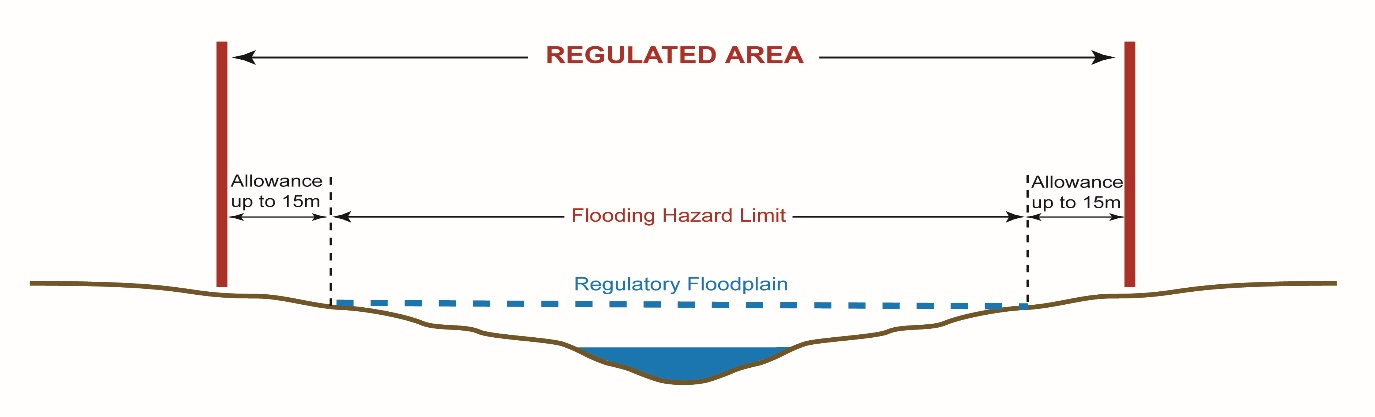 REGULATED AREA
Allowance
up to 15m
Allowance
up to 15m
Flooding Hazard Limit
Regulatory Floodplain